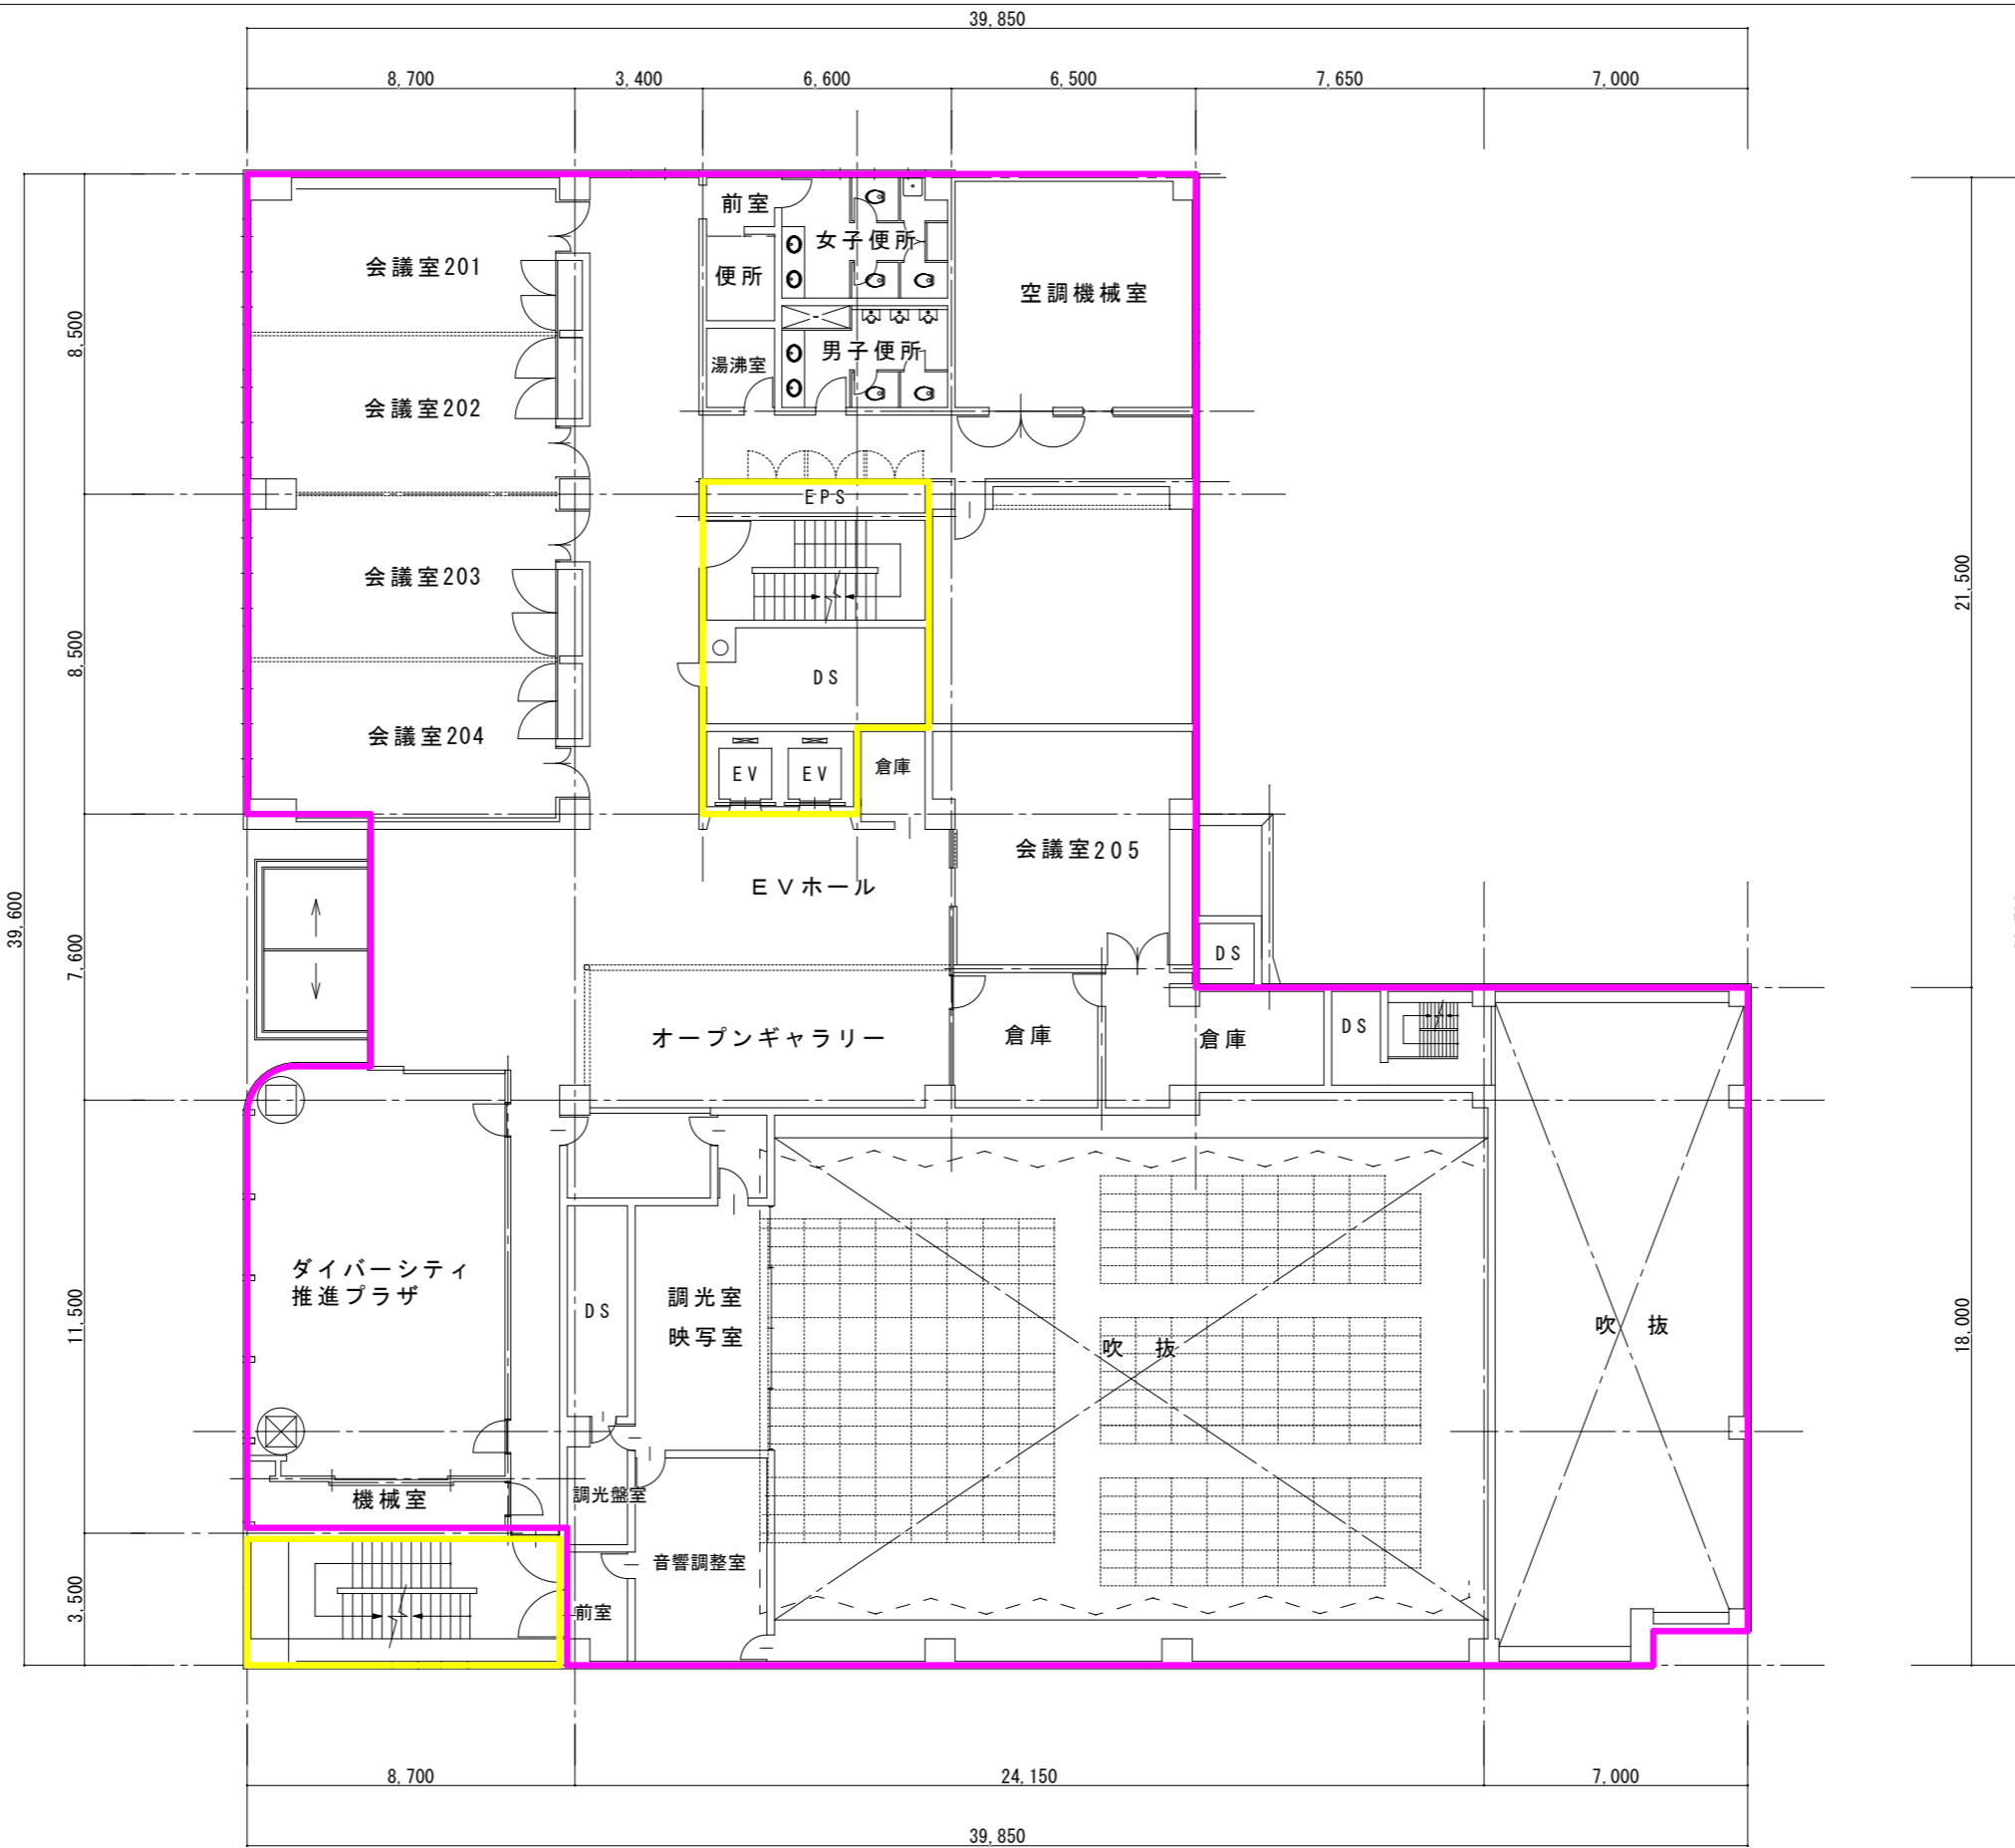 39,850
8,700
3,400
6,600
6,500
7,650
7,000
前室
女子便所
会議室201
便所
空調機械室
8,500
男子便所
湯沸室
会議室202
EPS
会議室203
21,500
8,500
DS
会議室204
EV
EV
倉庫
会議室205
EVホール
39,600
7,600
DS
オープンギャラリー
倉庫
倉庫
DS
ダイバーシティ
推進プラザ
調光室
映写室
DS
11,500
吹 抜
吹 抜
18,000
機械室
調光盤室
音響調整室
3,500
前室
8,700
24,150
7,000
39,850